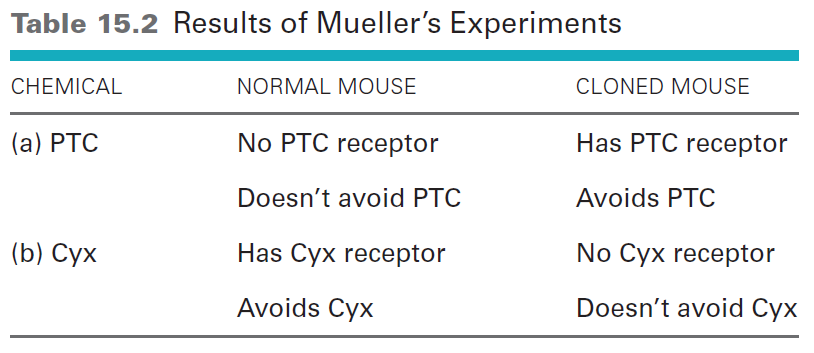 Table 15.2 Results of Mueller’s Experiments
CHEMICAL NORMAL MOUSE CLONED MOUSE
(a) PTC No PTC receptor Has PTC receptor
Doesn’t avoid PTC Avoids PTC
(b) Cyx Has Cyx receptor No Cyx receptor
Avoids Cyx Doesn’t avoid Cyx